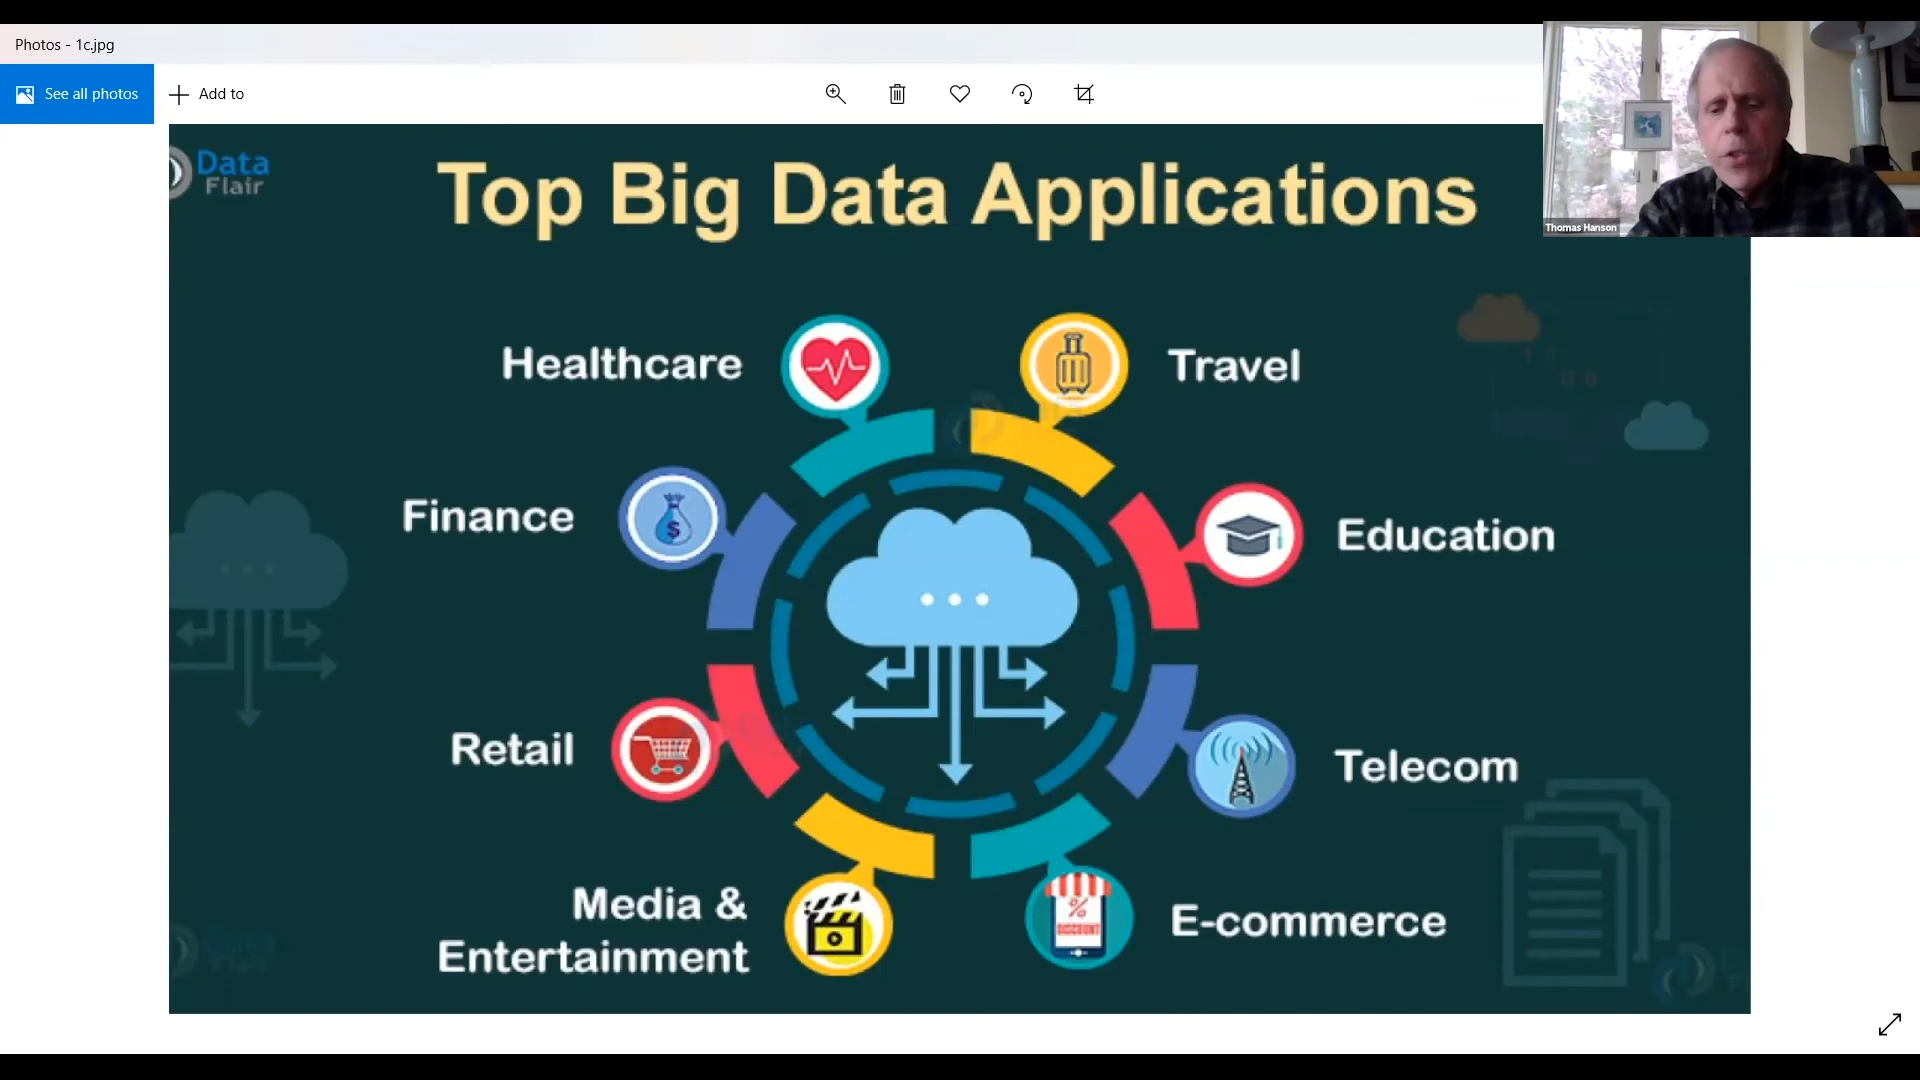 Photos - 1c.jpg
See all photos
Add to
Thomas Hanson
Data
Flair
Top Big Data Applications
Healthcare
Travel
Finance
$
Education
Retail
Telecom
Media &
Entertainment
%
DISCOUNT
E-commerce